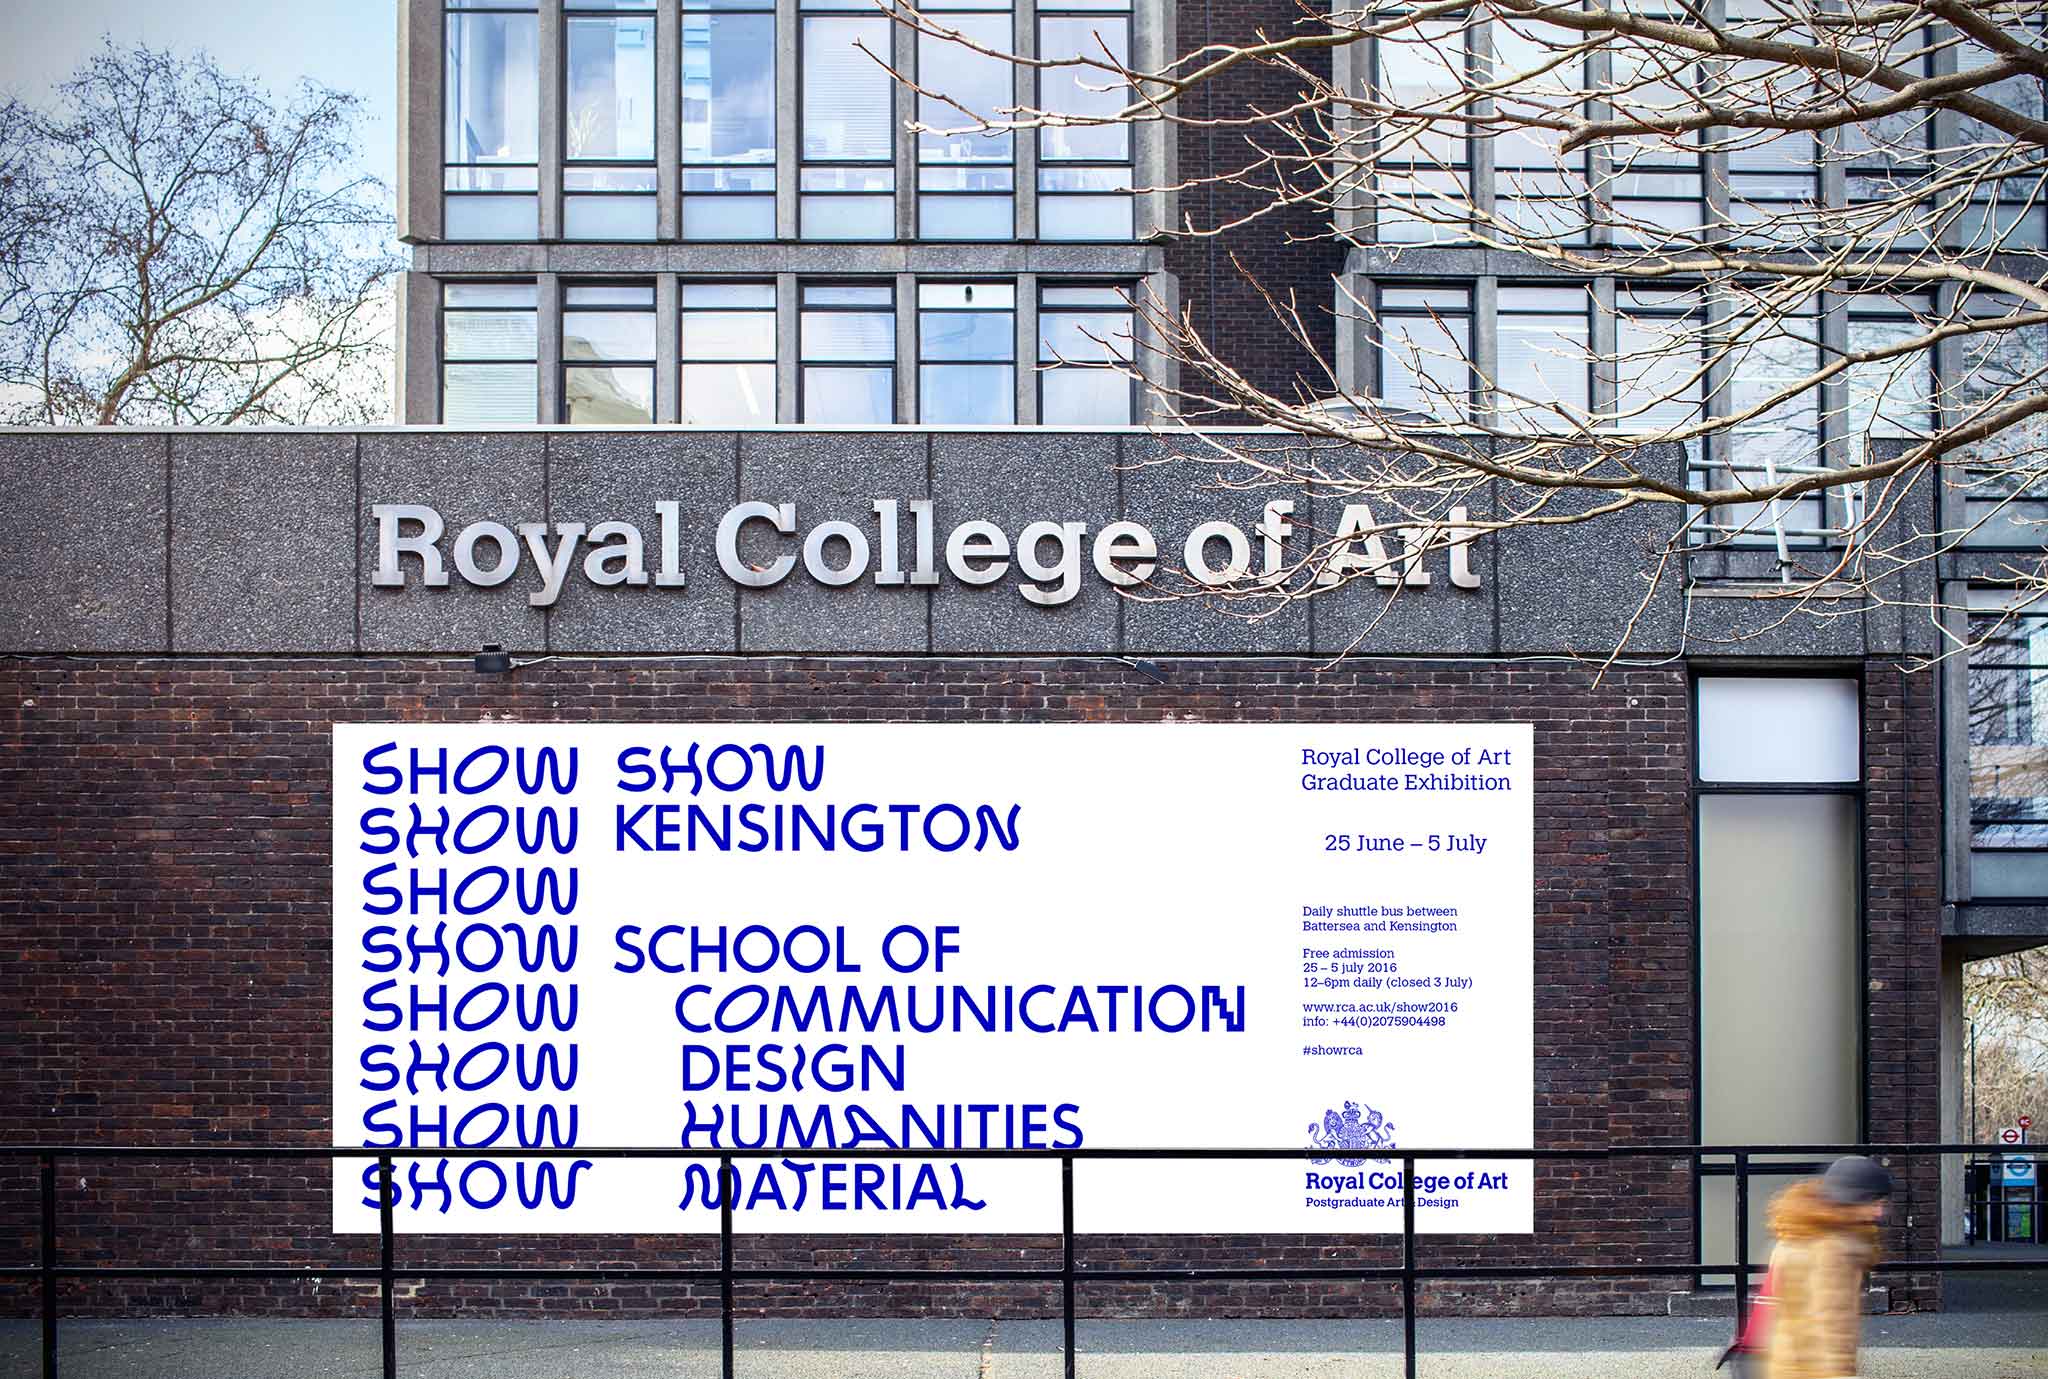 Royal College of Art
SHOW SHOW
SHOW KENSINGTON
SHOW
SHOW SCHOOL OF
SHOW COMMUNICATION
SHOW DESIGN
SHOW HUMANITIES
SHOW MATERIAL
Royal College of Art
Graduate Exhibition
25 June – 5 July
Daily shuttle bus between
Battersea and Kensington
Free admission
25 – 5 july 2016
12–6pm daily (closed 3 July)
www.rca.ac.uk/show2016
info: +44(0)2075904498
#showrca
Royal College of Art
Postgraduate Art & Design